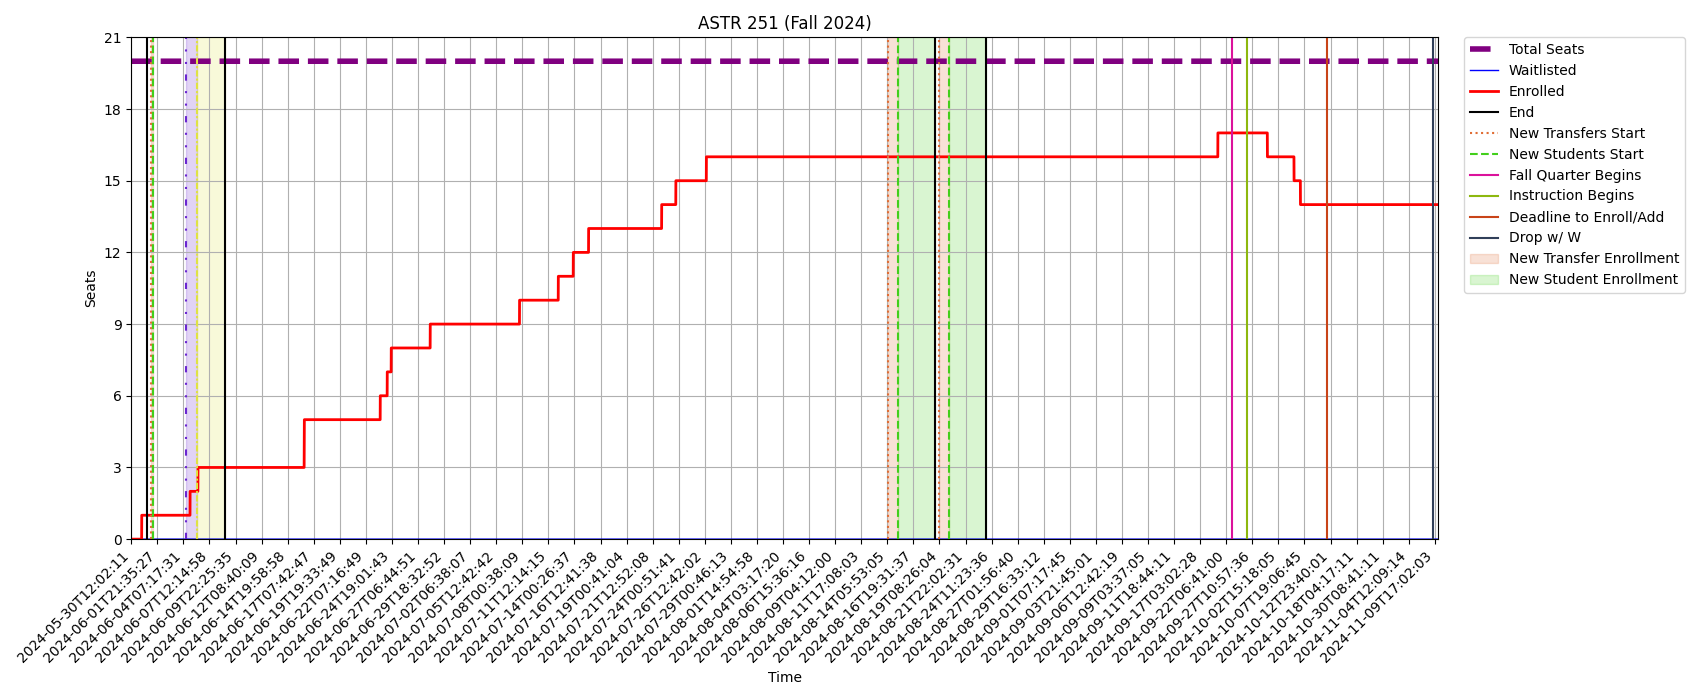 ASTR 251 (Fall 2024)
21
18
15
12
9
6
3
0
Seats
2024-05-30T12:02:11
2024-06-01T21:35:27
2024-06-04T07:17:31
2024-06-07T12:14:58
2024-06-09T22:25:35
2024-06-12T08:40:09
2024-06-14T19:58:58
2024-06-17T07:42:47
2024-06-19T19:33:49
2024-06-22T07:16:49
2024-06-24T19:01:43
2024-06-27T06:44:51
2024-06-29T18:32:52
2024-07-02T06:38:07
2024-07-05T12:42:42
2024-07-08T00:38:09
2024-07-11T12:14:15
2024-07-14T00:26:37
2024-07-16T12:41:38
2024-07-19T00:41:04
2024-07-21T12:52:08
2024-07-24T00:51:41
2024-07-26T12:42:02
2024-07-29T00:46:13
2024-08-01T14:54:58
2024-08-04T03:17:20
2024-08-06T15:36:16
2024-08-09T04:12:00
2024-08-11T17:08:03
2024-08-14T05:53:05
2024-08-16T19:31:37
2024-08-19T08:26:04
2024-08-21T22:02:31
2024-08-24T11:23:36
2024-08-27T01:56:40
2024-08-29T16:33:12
2024-09-01T07:17:45
2024-09-03T21:45:01
2024-09-06T12:42:19
2024-09-09T03:37:05
2024-09-11T18:44:11
2024-09-17T03:02:28
2024-09-22T06:41:00
2024-09-27T10:57:36
2024-10-02T15:18:05
2024-10-07T19:06:45
2024-10-12T23:40:01
2024-10-18T04:17:11
2024-10-30T08:41:11
2024-11-04T12:09:14
2024-11-09T17:02:03
Time
Total Seats
Waitlisted
Enrolled
End
New Transfers Start
New Students Start
Fall Quarter Begins
Instruction Begins
Deadline to Enroll/Add
Drop w/ W
New Transfer Enrollment
New Student Enrollment